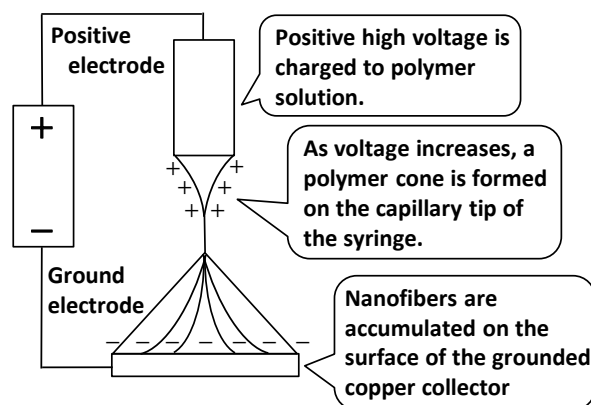 Positive
electrode
Positive high voltage is
charged to polymer
solution.
+
−
+ +
+ +
+ +
As voltage increases, a
polymer cone is formed
on the capillary tip of
the syringe.
Ground
electrode
− − − − − − − −
Nanofibers are
accumulated on the
surface of the grounded
copper collector